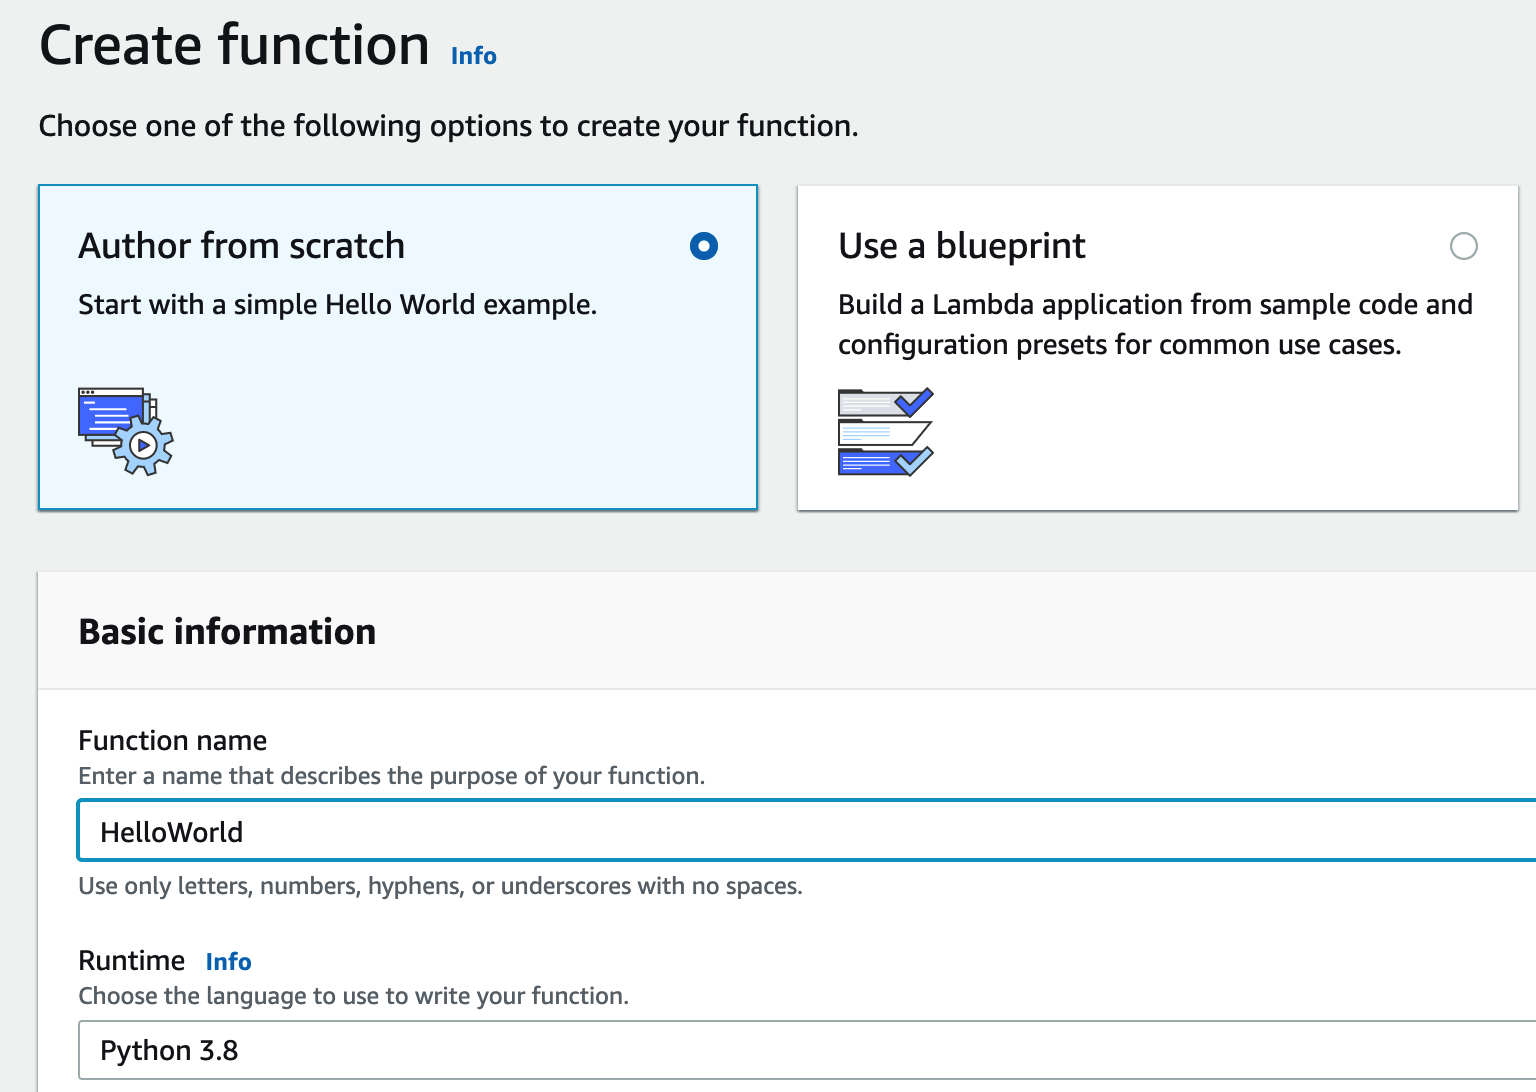 Create function Info
Choose one of the following options to create your function.
Author from scratch
Start with a simple Hello World example.
Use a blueprint
Build a Lambda application from sample code and
configuration presets for common use cases.
Basic information
Function name
Enter a name that describes the purpose of your function.
HelloWorld
Use only letters, numbers, hyphens, or underscores with no spaces.
Runtime Info
Choose the language to use to write your function.
Python 3.8